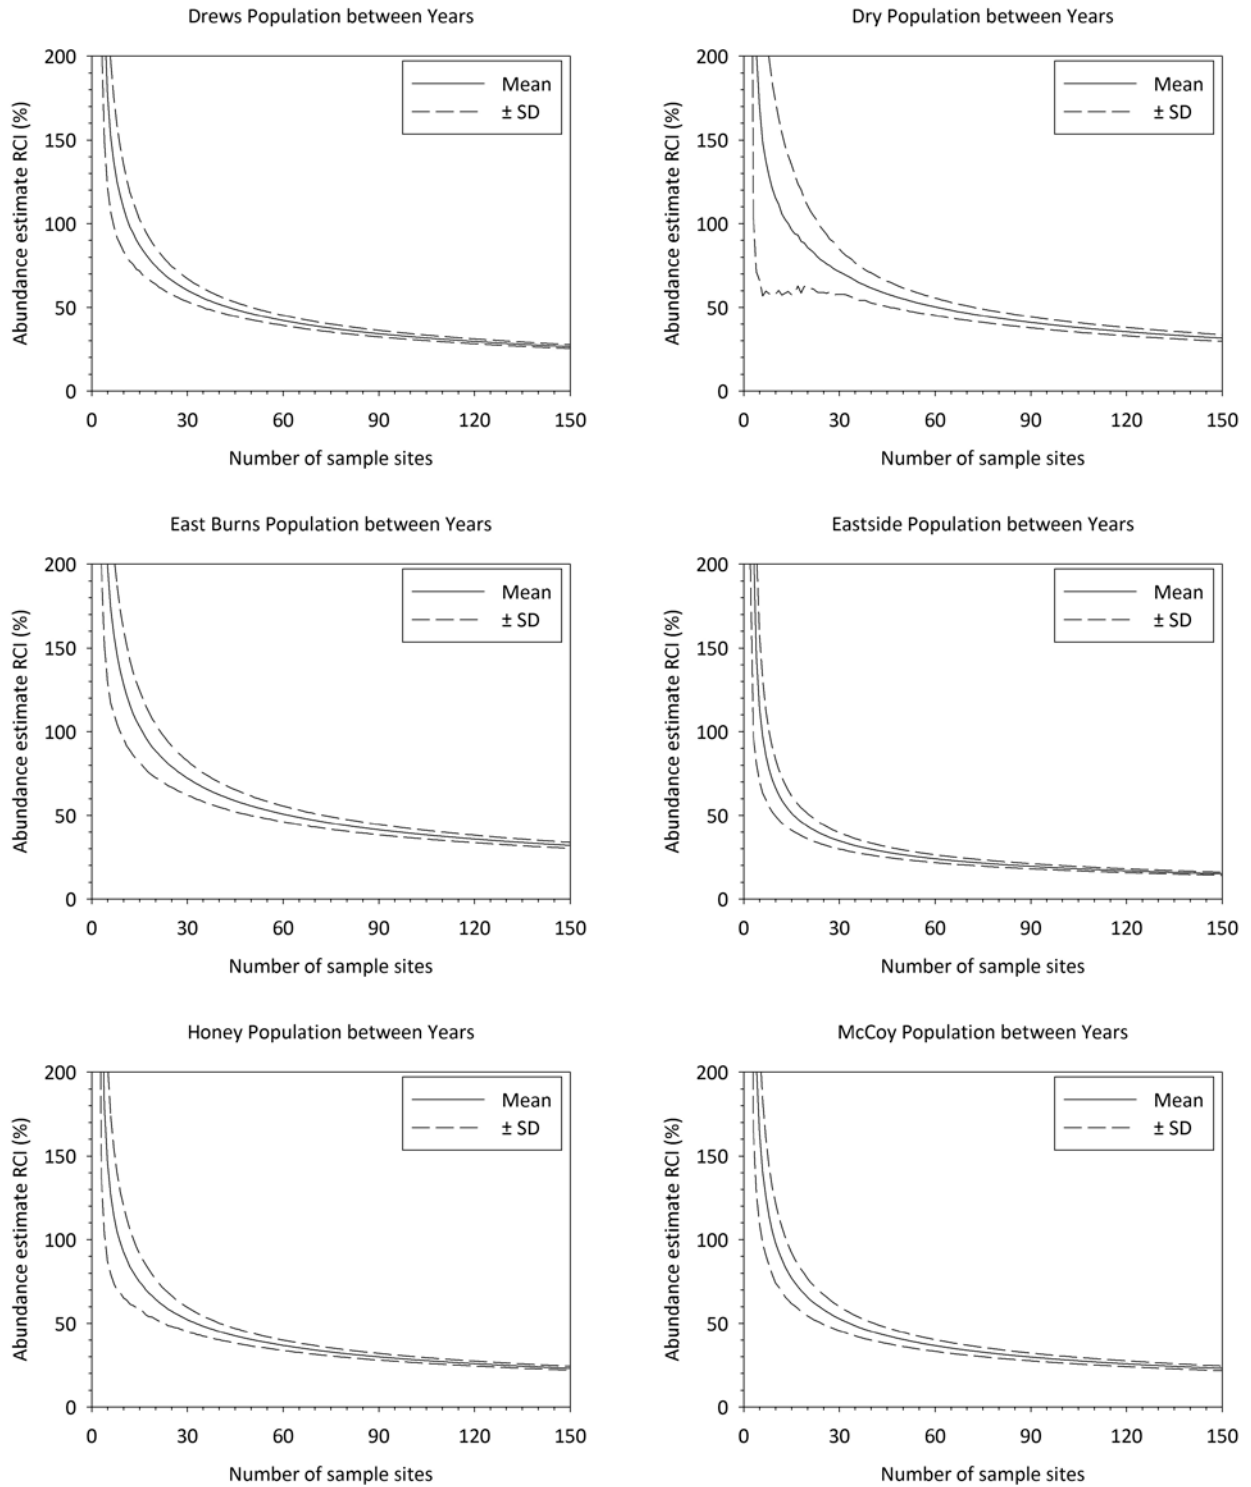 Drews Population between Years
200
150
100
50
0
Abundance estimate RCI (%)
Mean
± SD
0 30 60 90 120 150
Number of sample sites
Dry Population between Years
200
150
100
50
0
Abundance estimate RCI (%)
Mean
± SD
0 30 60 90 120 150
Number of sample sites
East Burns Population between Years
200
150
100
50
0
Abundance estimate RCI (%)
Mean
± SD
0 30 60 90 120 150
Number of sample sites
Eastside Population between Years
200
150
100
50
0
Abundance estimate RCI (%)
Mean
± SD
0 30 60 90 120 150
Number of sample sites
Honey Population between Years
200
150
100
50
0
Abundance estimate RCI (%)
Mean
± SD
0 30 60 90 120 150
Number of sample sites
McCoy Population between Years
200
150
100
50
0
Abundance estimate RCI (%)
Mean
± SD
0 30 60 90 120 150
Number of sample sites